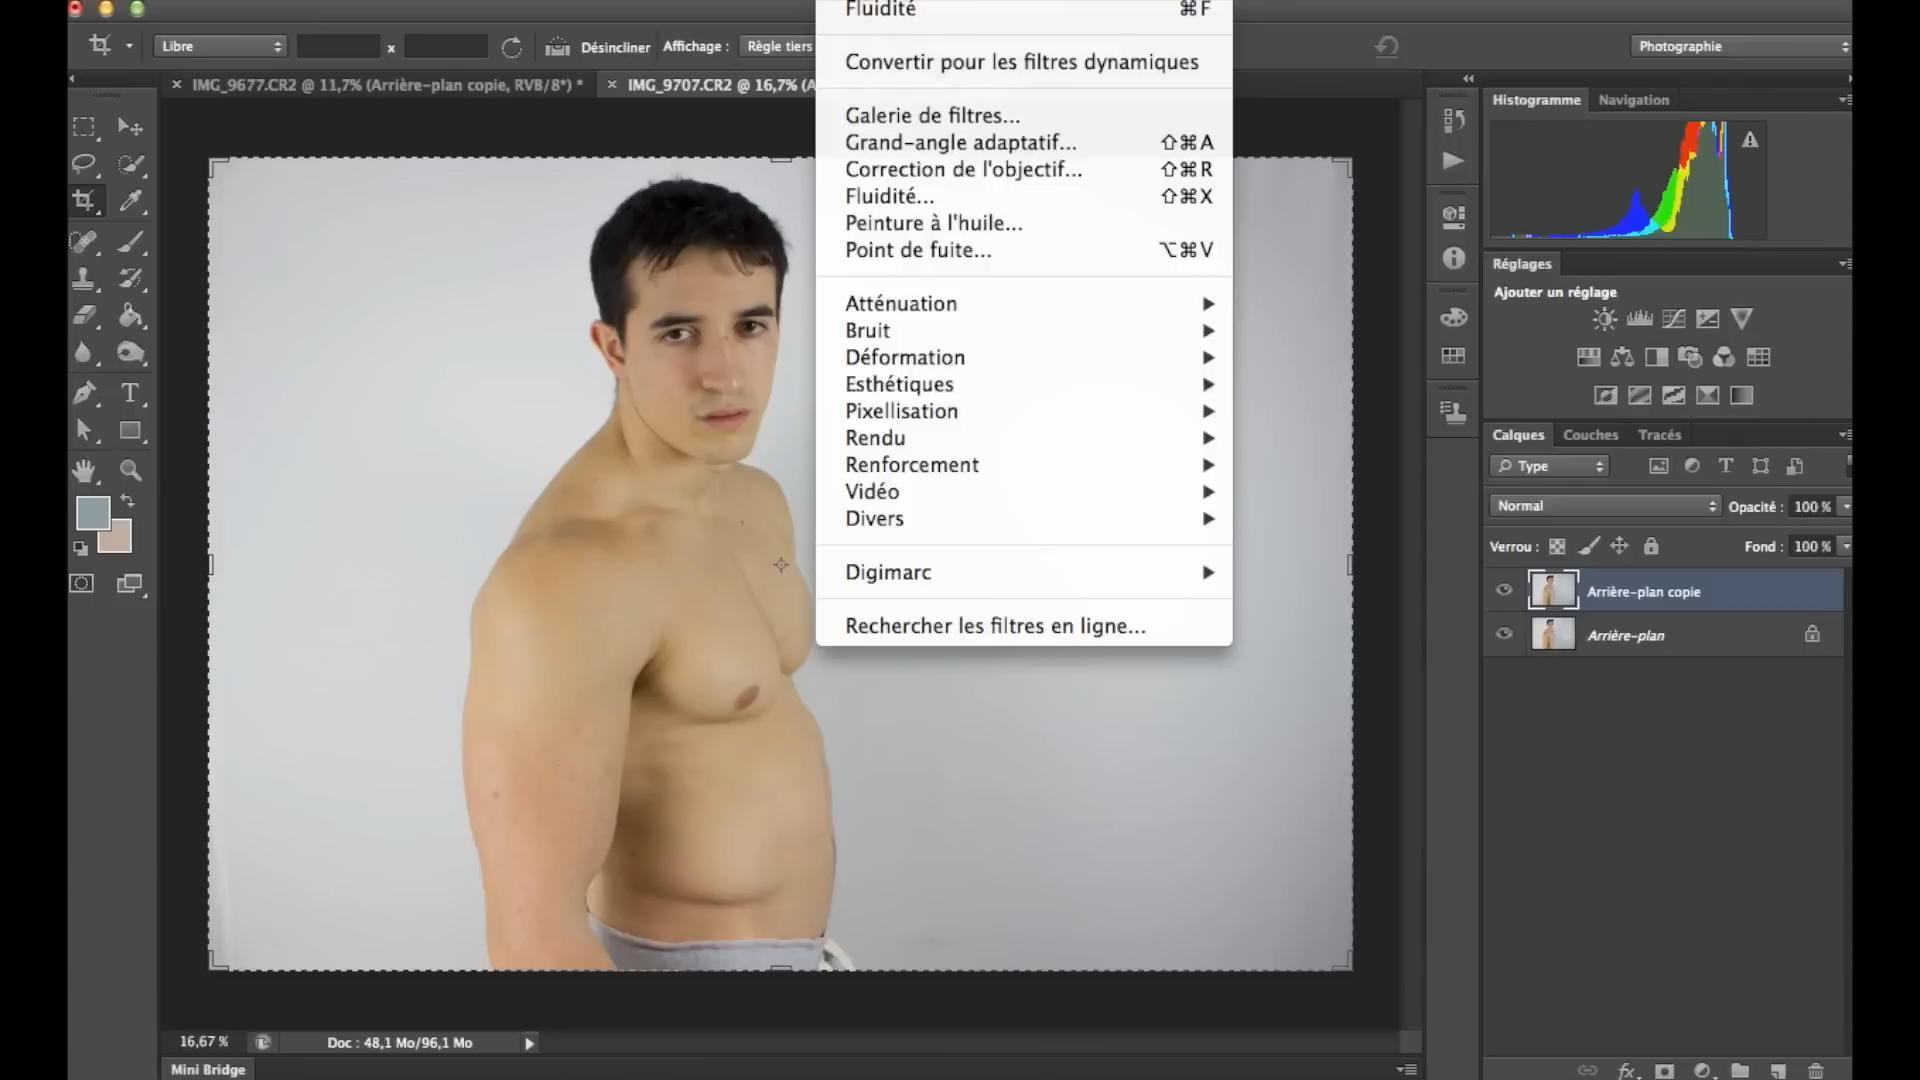 Fluidité ⌘F
Libre x Désincliner Affichage : Règle tiers
Photographie
Convertir pour les filtres dynamiques
× IMG_9677.CR2 @ 11,7% (Arrière-plan copie, RVB/8*) * × IMG_9707.CR2 @ 16,7% (A
Histogramme Navigation
Galerie de filtres...
Grand-angle adaptatif... ⇧⌘A
Correction de l'objectif... ⇧⌘R
Fluidité... ⇧⌘X
Peinture à l'huile...
Point de fuite... ⌥⌘V
Atténuation
Bruit
Déformation
Esthétiques
Pixellisation
Rendu
Renforcement
Vidéo
Divers
Digimarc
Rechercher les filtres en ligne...
Réglages
Ajouter un réglage
Calques Couches Tracés
Type
Normal Opacité : 100 %
Verrou : Fond : 100 %
Arrière-plan copie
Arrière-plan
16,67 % Doc : 48,1 Mo/96,1 Mo
Mini Bridge
fx